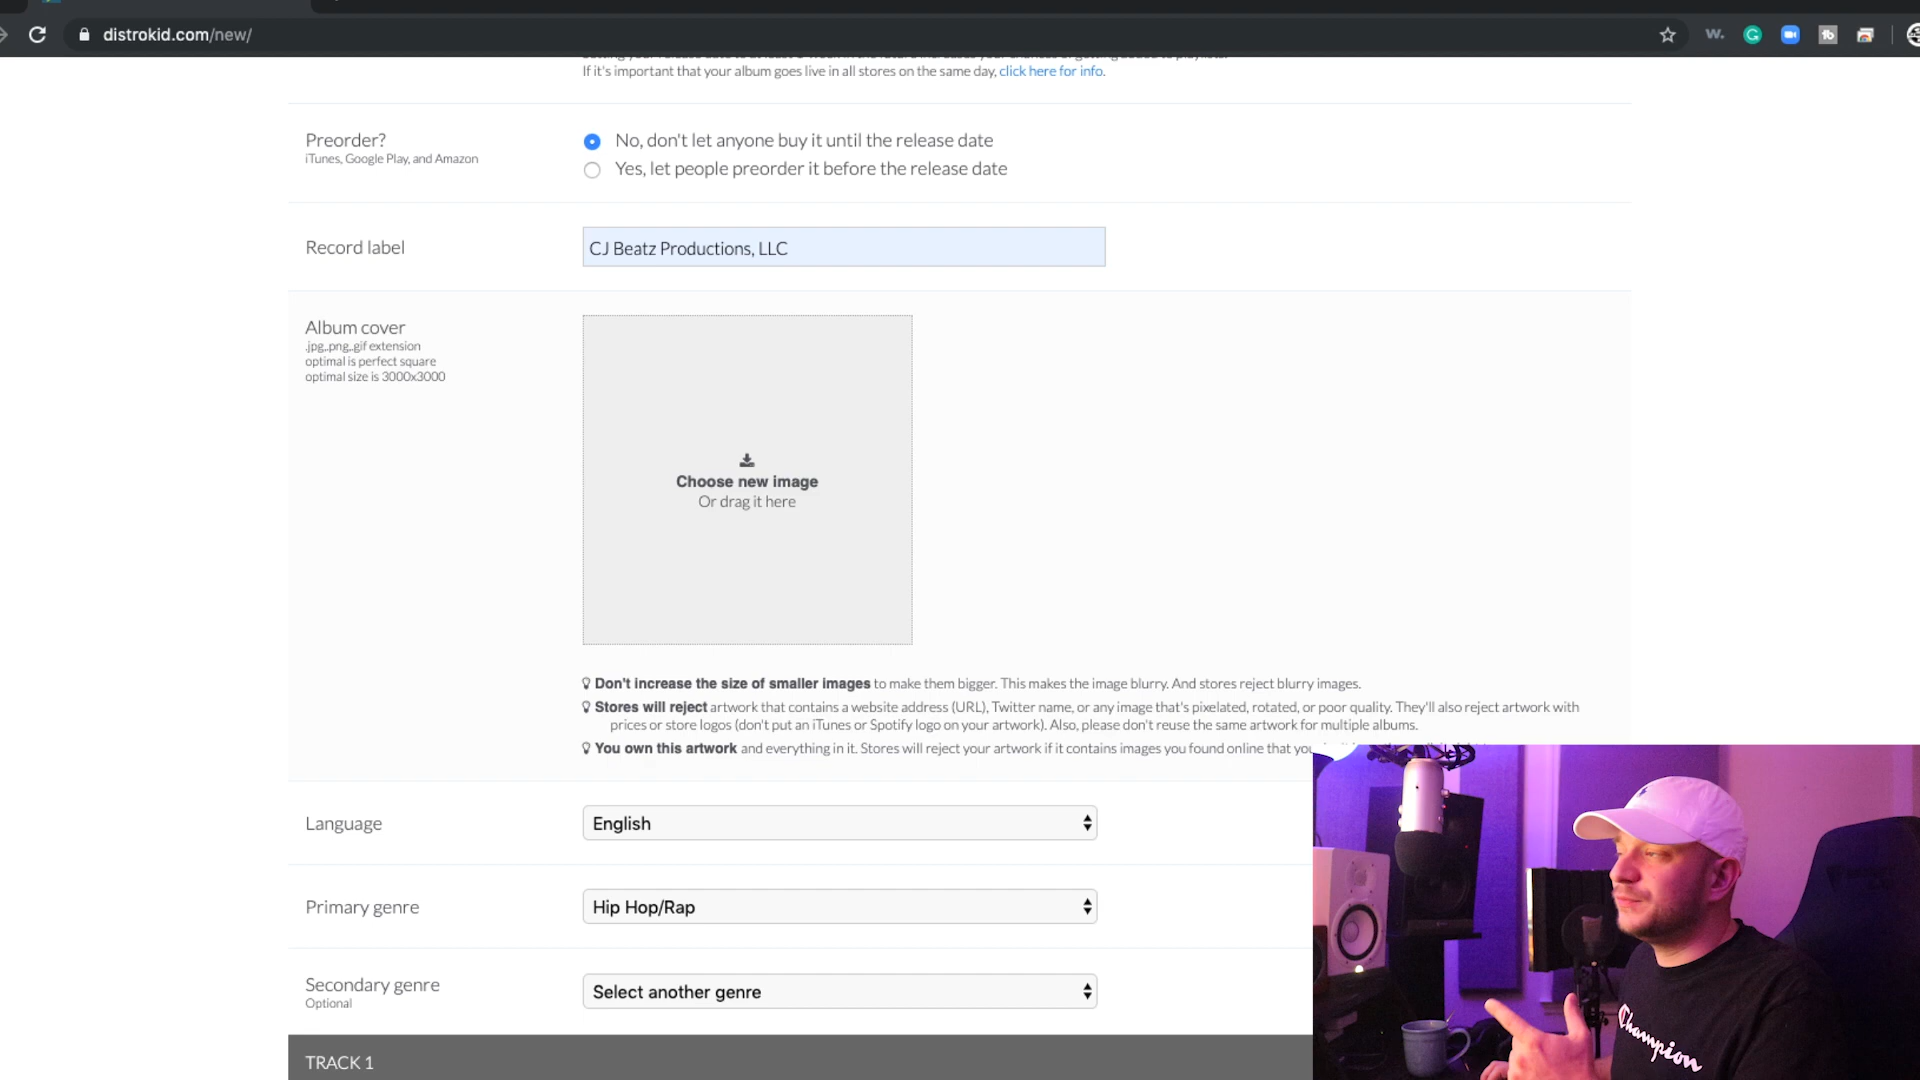 distrokid.com/new/
If it's important that your album goes live in all stores on the same day, click here for info.
Preorder?
iTunes, Google Play, and Amazon
No, don't let anyone buy it until the release date
Yes, let people preorder it before the release date
Record label
CJ Beatz Productions, LLC
Album cover
.jpg,.png,.gif extension
optimal is perfect square
optimal size is 3000x3000
Choose new image
Or drag it here
Don't increase the size of smaller images to make them bigger. This makes the image blurry. And stores reject blurry images.
Stores will reject artwork that contains a website address (URL), Twitter name, or any image that's pixelated, rotated, or poor quality. They'll also reject artwork with
prices or store logos (don't put an iTunes or Spotify logo on your artwork). Also, please don't reuse the same artwork for multiple albums.
You own this artwork and everything in it. Stores will reject your artwork if it contains images you found online that you
Language
English
Primary genre
Hip Hop/Rap
Secondary genre
Optional
Select another genre
TRACK 1
Champion